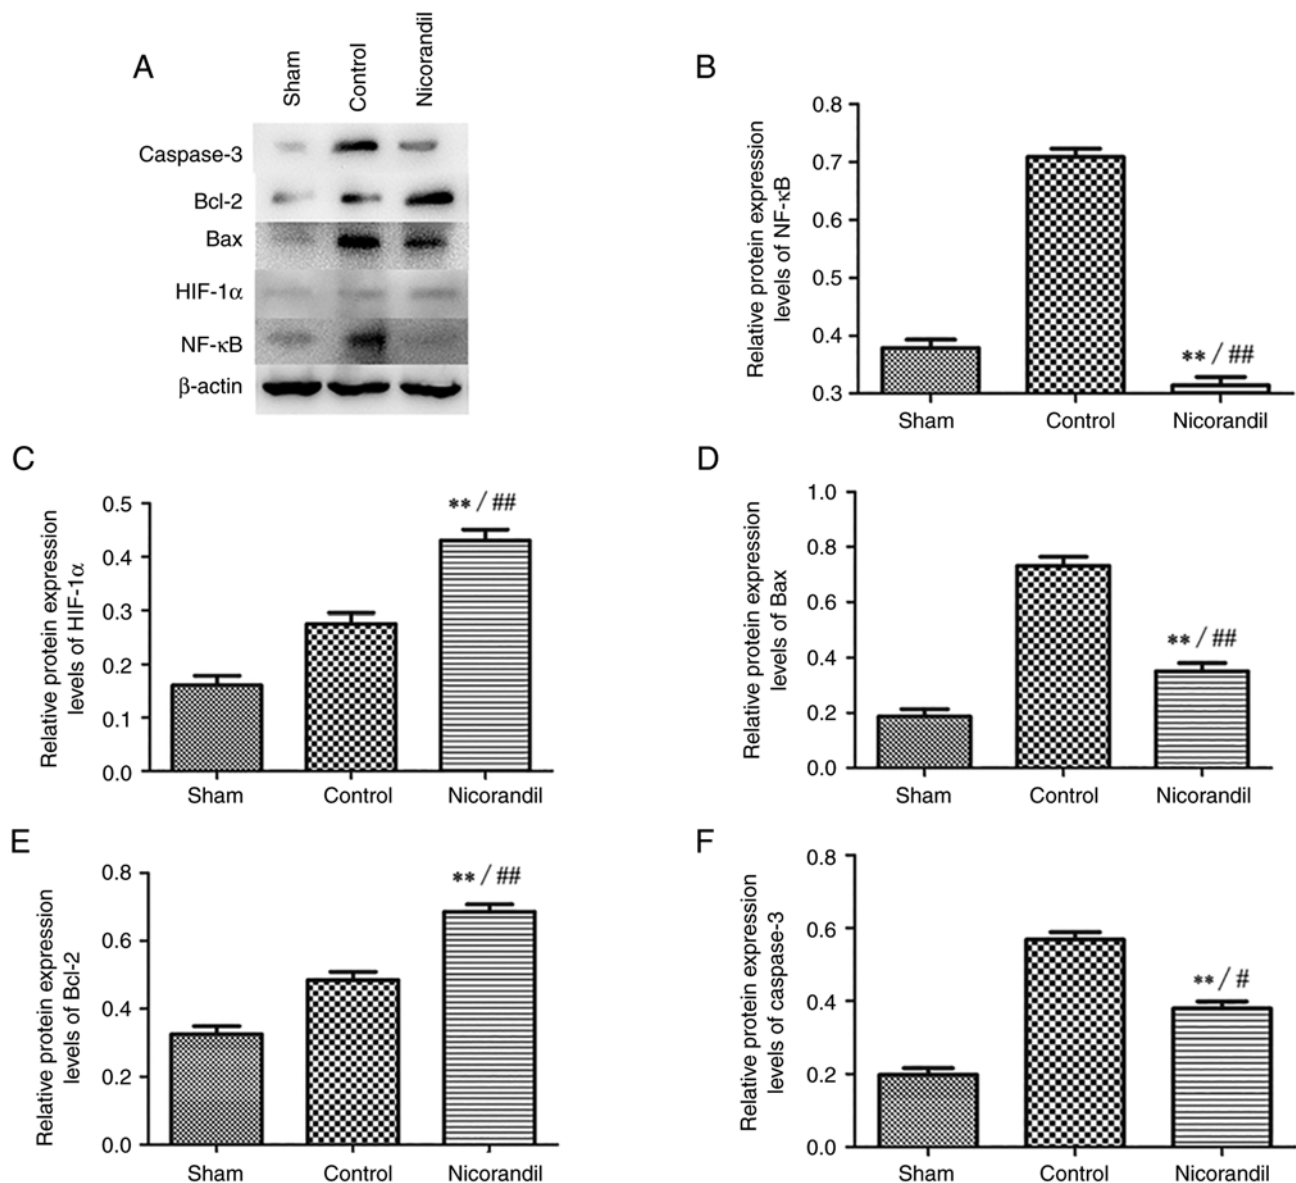 A
Sham
Control
Nicorandil
Caspase-3
Bcl-2
Bax
HIF-1α
NF-κB
β-actin
B
Relative protein expression
levels of NF-κB
0.8
0.7
0.6
0.5
0.4
0.3
** / ##
Sham Control Nicorandil
C
Relative protein expression
levels of HIF-1α
0.5
0.4
0.3
0.2
0.1
0.0
** / ##
Sham Control Nicorandil
D
Relative protein expression
levels of Bax
1.0
0.8
0.6
0.4
0.2
0.0
** / ##
Sham Control Nicorandil
E
Relative protein expression
levels of Bcl-2
0.8
0.6
0.4
0.2
0.0
** / ##
Sham Control Nicorandil
F
Relative protein expression
levels of caspase-3
0.8
0.6
0.4
0.2
0.0
** / #
Sham Control Nicorandil